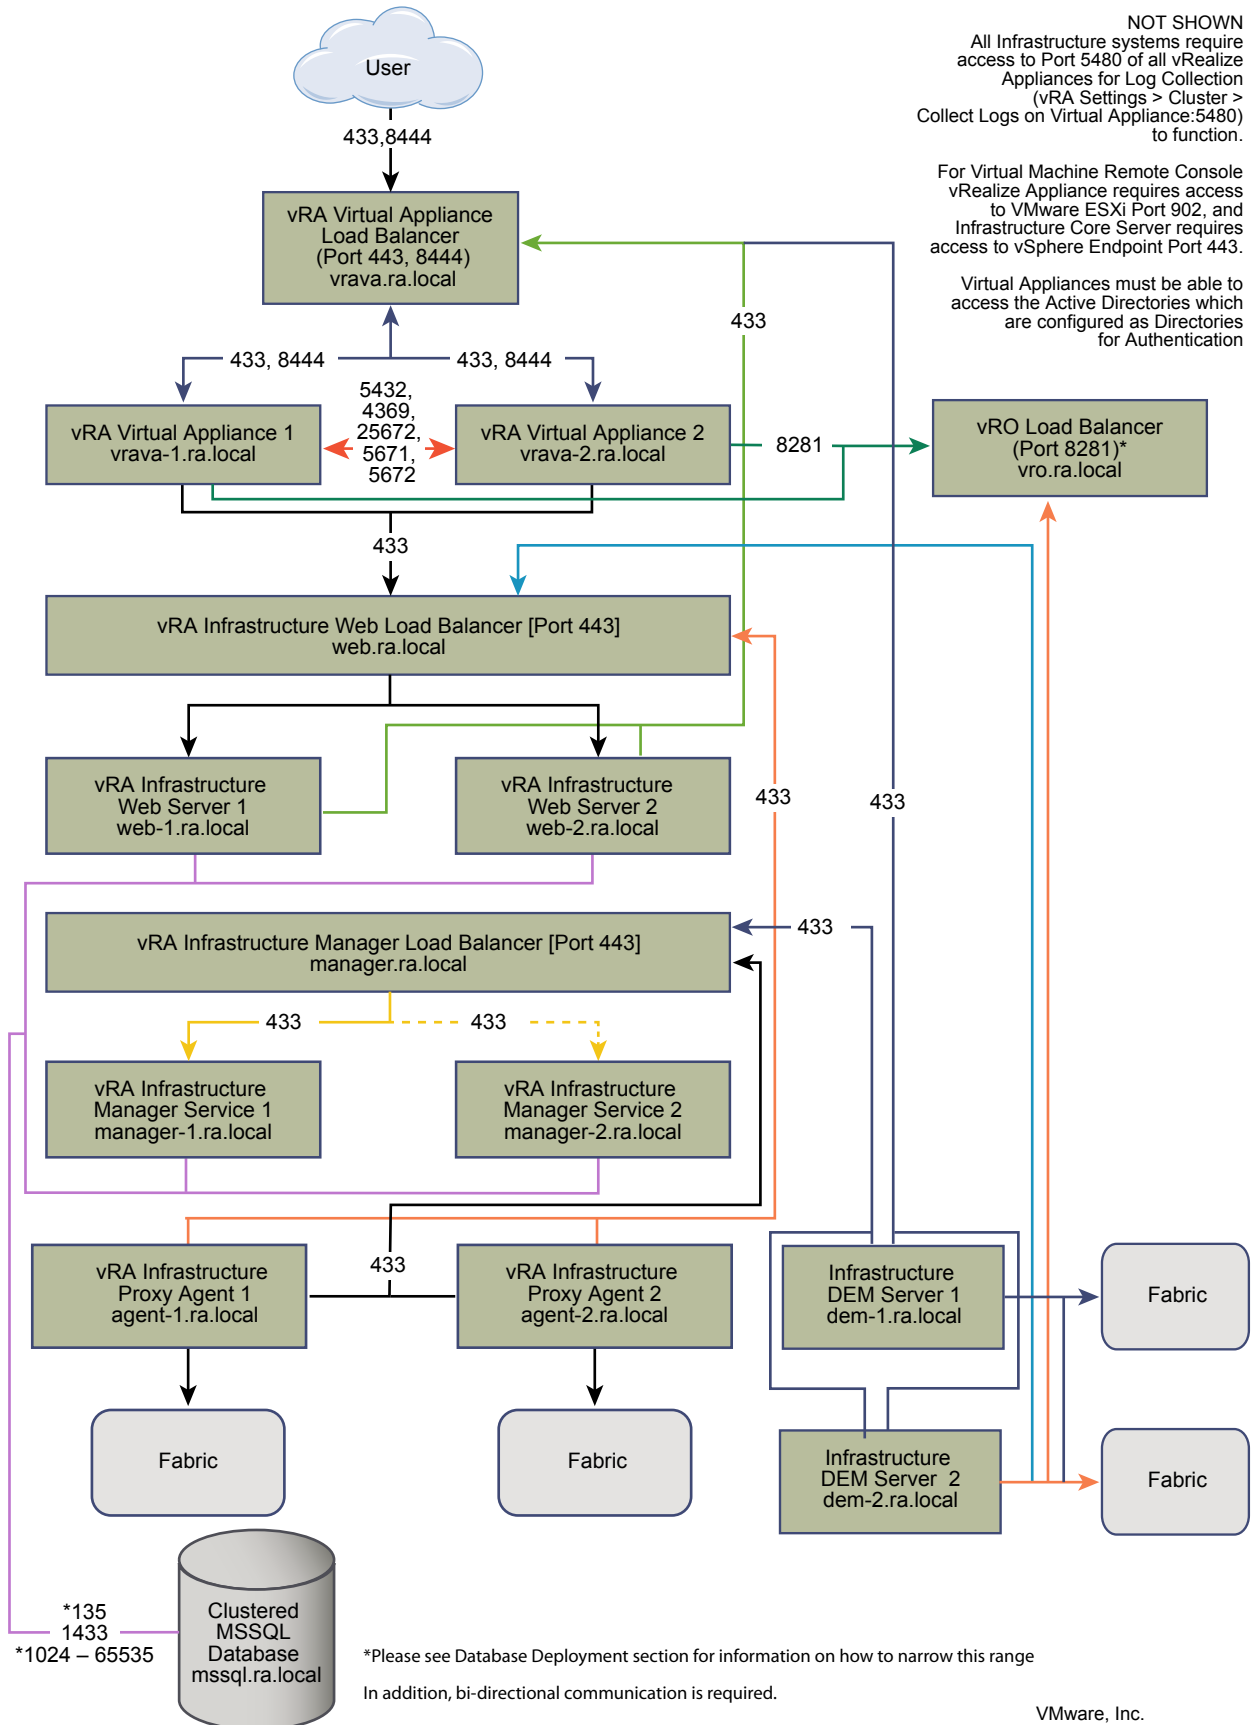 NOT SHOWN
All Infrastructure systems require
access to Port 5480 of all vRealize
Appliances for Log Collection
(vRA Settings > Cluster >
Collect Logs on Virtual Appliance:5480)
to function.
For Virtual Machine Remote Console
vRealize Appliance requires access
to VMware ESXi Port 902, and
Infrastructure Core Server requires
access to vSphere Endpoint Port 443.
Virtual Appliances must be able to
access the Active Directories which
are configured as Directories
for Authentication
User
433,8444
vRA Virtual Appliance
Load Balancer
(Port 443, 8444)
vrava.ra.local
433
433, 8444
433, 8444
5432,
4369,
25672,
5671,
5672
vRA Virtual Appliance 1
vrava-1.ra.local
vRA Virtual Appliance 2
vrava-2.ra.local
8281
vRO Load Balancer
(Port 8281)*
vro.ra.local
433
vRA Infrastructure Web Load Balancer [Port 443]
web.ra.local
vRA Infrastructure
Web Server 1
web-1.ra.local
vRA Infrastructure
Web Server 2
web-2.ra.local
433
433
vRA Infrastructure Manager Load Balancer [Port 443]
manager.ra.local
433
433
433
vRA Infrastructure
Manager Service 1
manager-1.ra.local
vRA Infrastructure
Manager Service 2
manager-2.ra.local
vRA Infrastructure
Proxy Agent 1
agent-1.ra.local
433
vRA Infrastructure
Proxy Agent 2
agent-2.ra.local
Infrastructure
DEM Server 1
dem-1.ra.local
Fabric
Fabric
Fabric
Infrastructure
DEM Server  2
dem-2.ra.local
Fabric
*135
1433
*1024 – 65535
Clustered
MSSQL
Database
mssql.ra.local
*Please see Database Deployment section for information on how to narrow this range
In addition, bi-directional communication is required.
VMware, Inc.